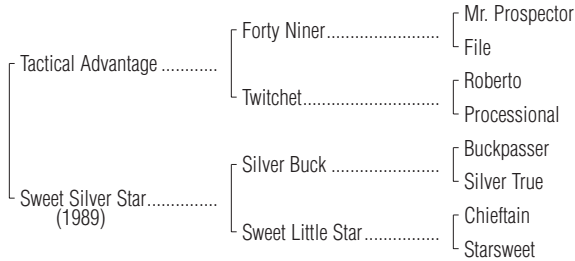 Mr. Prospector
Forty Niner
File
Tactical Advantage
Roberto
Twitchet
Processional
Buckpasser
Silver Buck
Silver True
Sweet Silver Star
(1989)
Chieftain
Sweet Little Star
Starsweet